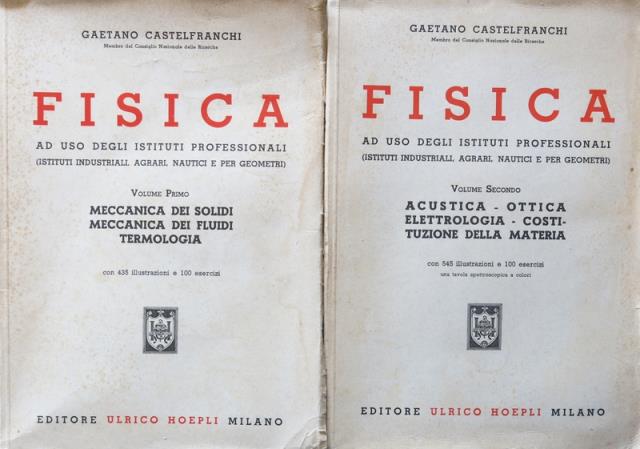 GAETANO CASTELFRANCHI
Membro del Consiglio Nazionale delle Ricerche
FISICA
AD USO DEGLI ISTITUTI PROFESSIONALI
(ISTITUTI INDUSTRIALI, AGRARI, NAUTICI E PER GEOMETRI)
VOLUME PRIMO
MECCANICA DEI SOLIDI
MECCANICA DEI FLUIDI
TERMOLOGIA
con 435 illustrazioni e 100 esercizi
EDITORE ULRICO HOEPLI MILANO
GAETANO CASTELFRANCHI
Membro del Consiglio Nazionale delle Ricerche
FISICA
AD USO DEGLI ISTITUTI PROFESSIONALI
(ISTITUTI INDUSTRIALI, AGRARI, NAUTICI E PER GEOMETRI)
VOLUME SECONDO
ACUSTICA - OTTICA
ELETTROLOGIA - COSTI-
TUZIONE DELLA MATERIA
con 545 illustrazioni e 100 esercizi
una tavola spettroscopica a colori
EDITORE ULRICO HOEPLI MILANO